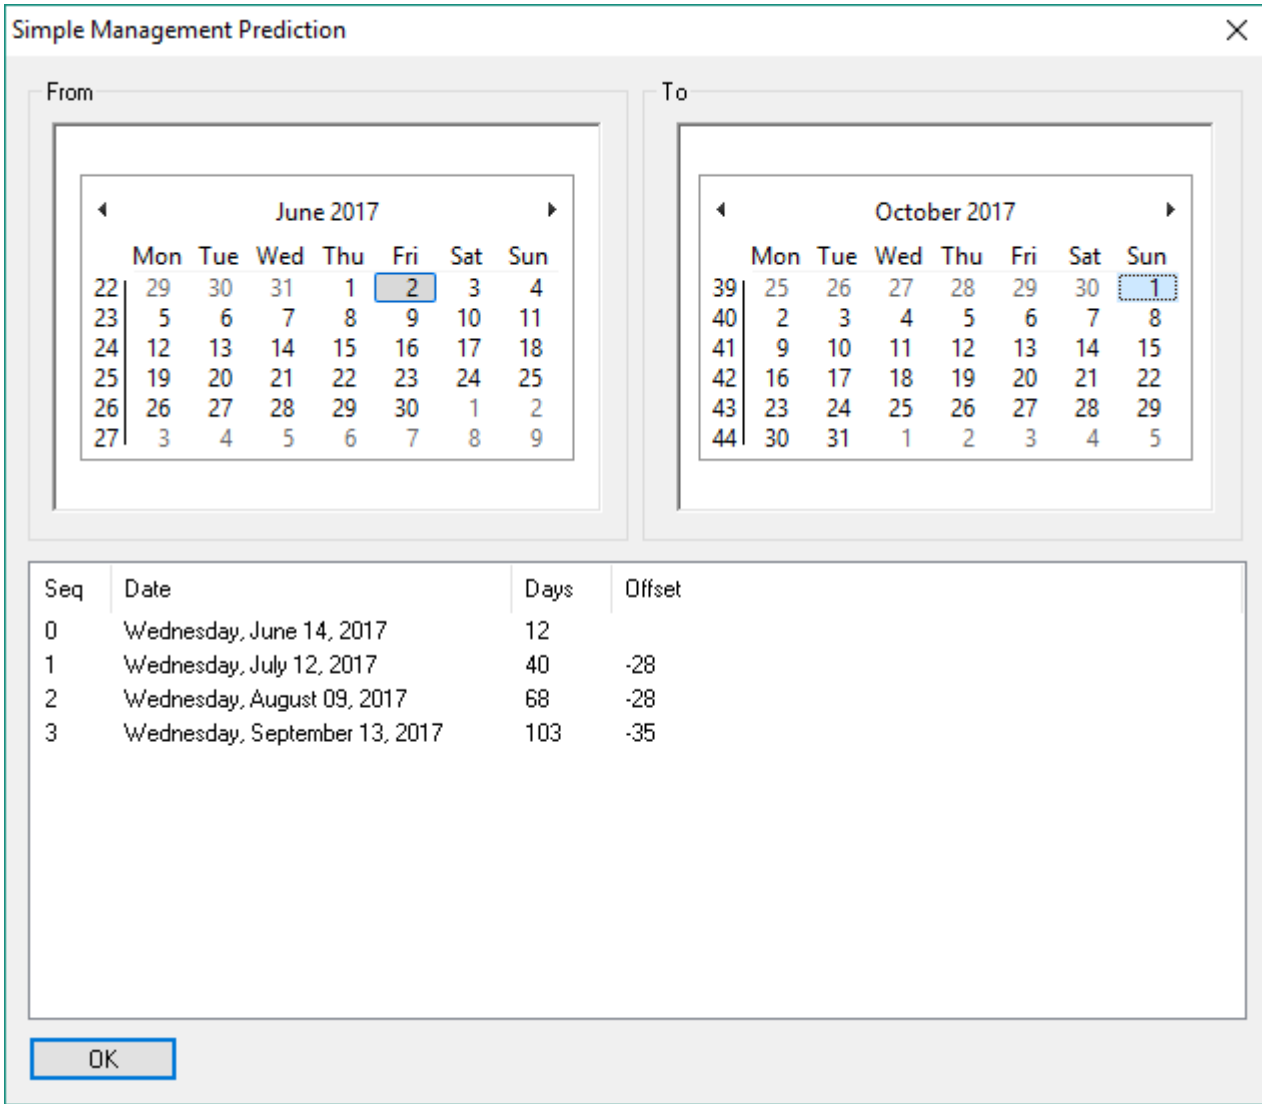 Simple Management Prediction
From
June 2017
Mon Tue Wed Thu Fri Sat Sun
22 29 30 31 1 2 3 4
23 5 6 7 8 9 10 11
24 12 13 14 15 16 17 18
25 19 20 21 22 23 24 25
26 26 27 28 29 30 1 2
27 3 4 5 6 7 8 9
To
October 2017
Mon Tue Wed Thu Fri Sat Sun
39 25 26 27 28 29 30 1
40 2 3 4 5 6 7 8
41 9 10 11 12 13 14 15
42 16 17 18 19 20 21 22
43 23 24 25 26 27 28 29
44 30 31 1 2 3 4 5
Seq Date Days Offset
0 Wednesday, June 14, 2017 12
1 Wednesday, July 12, 2017 40 -28
2 Wednesday, August 09, 2017 68 -28
3 Wednesday, September 13, 2017 103 -35
OK